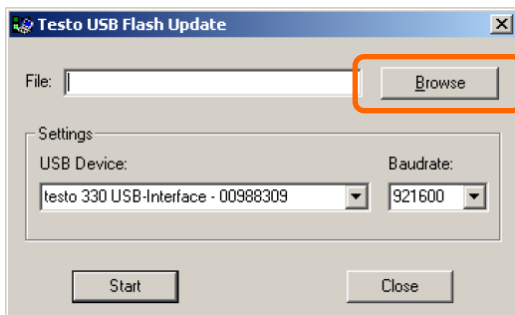 Testo USB Flash Update
File: Browse
Settings
USB Device: Baudrate:
testo 330 USB-Interface - 00988309 921600
Start Close